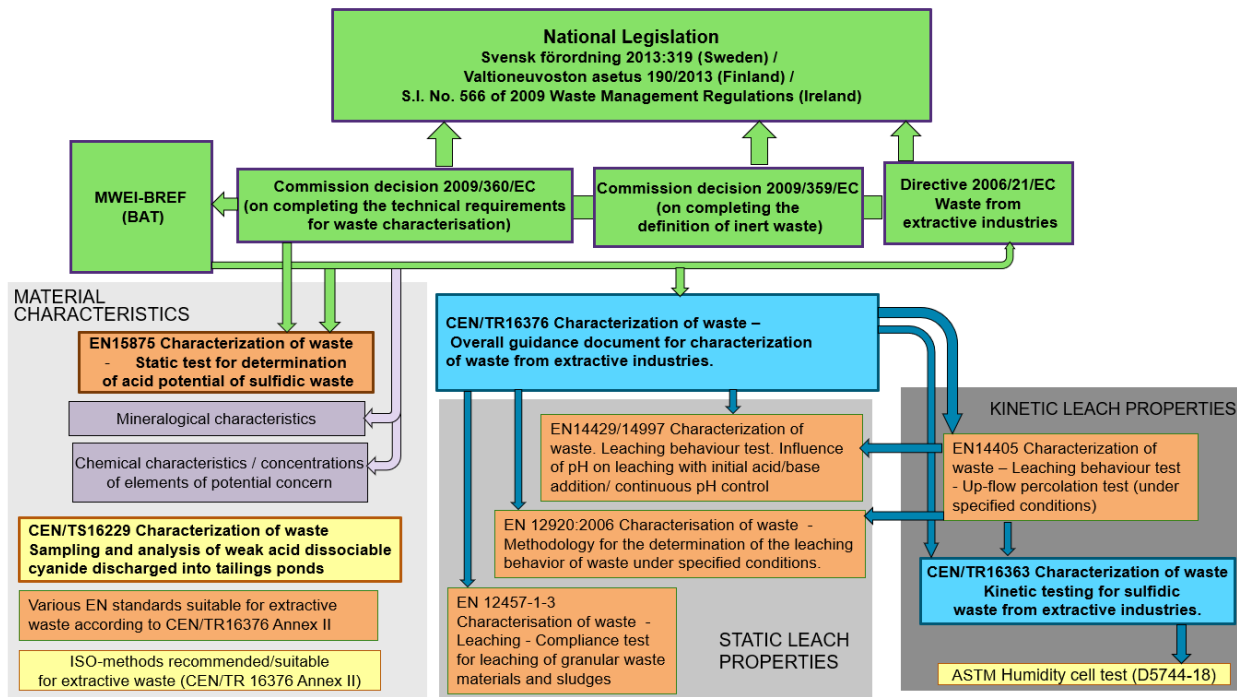 National Legislation
Svensk förordning 2013:319 (Sweden) /
Valtioneuvoston asetus 190/2013 (Finland) /
S.I. No. 566 of 2009 Waste Management Regulations (Ireland)
MWEI-BREF
(BAT)
Commission decision 2009/360/EC
(on completing the technical requirements
for waste characterisation)
Commission decision 2009/359/EC
(on completing the
definition of inert waste)
Directive 2006/21/EC
Waste from
extractive industries
MATERIAL
CHARACTERISTICS
EN15875 Characterization of waste
- Static test for determination
of acid potential of sulfidic waste
Mineralogical characteristics
Chemical characteristics / concentrations
of elements of potential concern
CEN/TS16229 Characterization of waste
Sampling and analysis of weak acid dissociable
cyanide discharged into tailings ponds
Various EN standards suitable for extractive
waste according to CEN/TR16376 Annex II
ISO-methods recommended/suitable
for extractive waste (CEN/TR 16376 Annex II)
CEN/TR16376 Characterization of waste –
Overall guidance document for characterization
of waste from extractive industries.
EN14429/14997 Characterization of
waste. Leaching behaviour test. Influence
of pH on leaching with initial acid/base
addition/ continuous pH control
EN 12920:2006 Characterisation of waste -
Methodology for the determination of the leaching
behavior of waste under specified conditions.
EN 12457-1-3
Characterisation of waste -
Leaching - Compliance test
for leaching of granular waste
materials and sludges
STATIC LEACH
PROPERTIES
KINETIC LEACH PROPERTIES
EN14405 Characterization of
waste – Leaching behaviour test
- Up-flow percolation test (under
specified conditions)
CEN/TR16363 Characterization of waste
Kinetic testing for sulfidic
waste from extractive industries.
ASTM Humidity cell test (D5744-18)